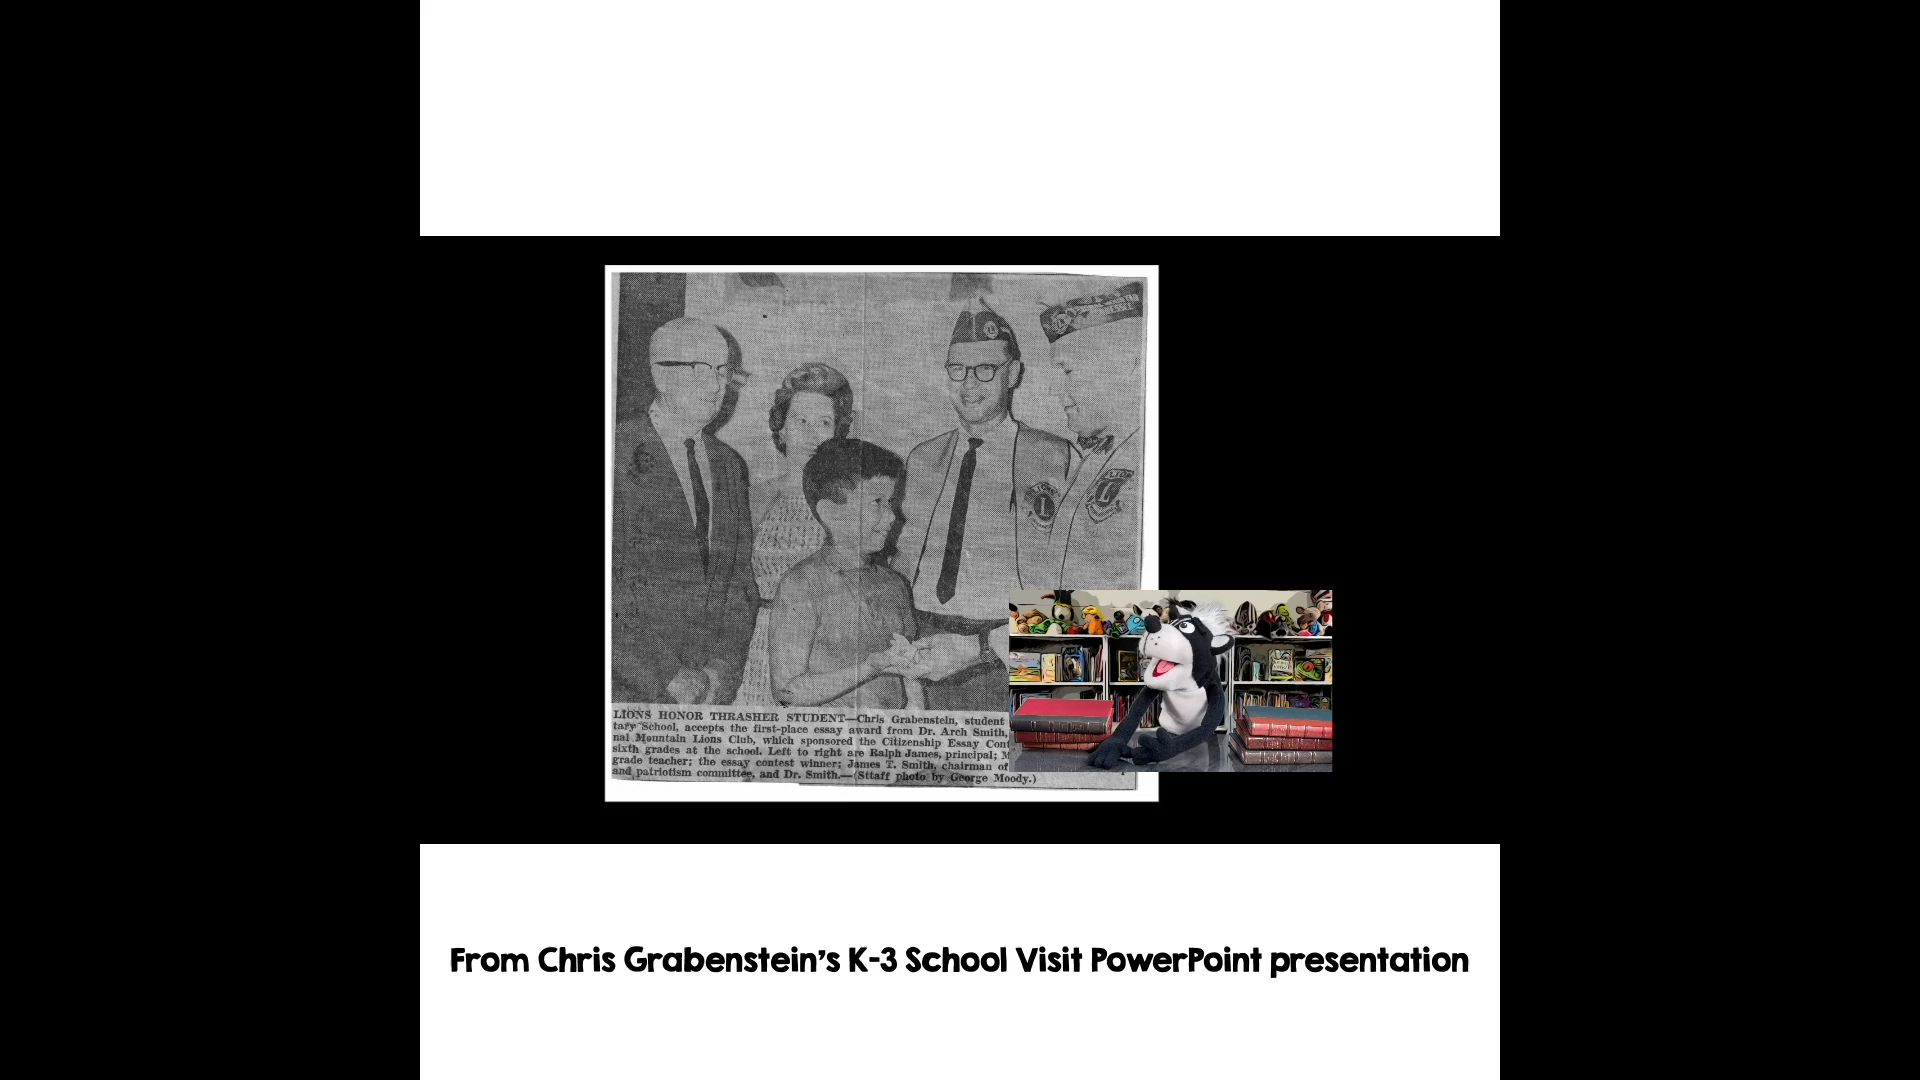 LIONS HONOR THRASHER STUDENT—Chris Grabenstein, student
tary School, accepts the first-place essay award from Dr. Arch Smith,
nal Mountain Lions Club, which sponsored the Citizenship Essay Cont
sixth grades at the school. Left to right are Ralph James, principal; M
grade teacher; the essay contest winner; James T. Smith, chairman of
and patriotism committee, and Dr. Smith.—(Sttaff photo by George Moody.)
From Chris Grabenstein's K-3 School Visit PowerPoint presentation